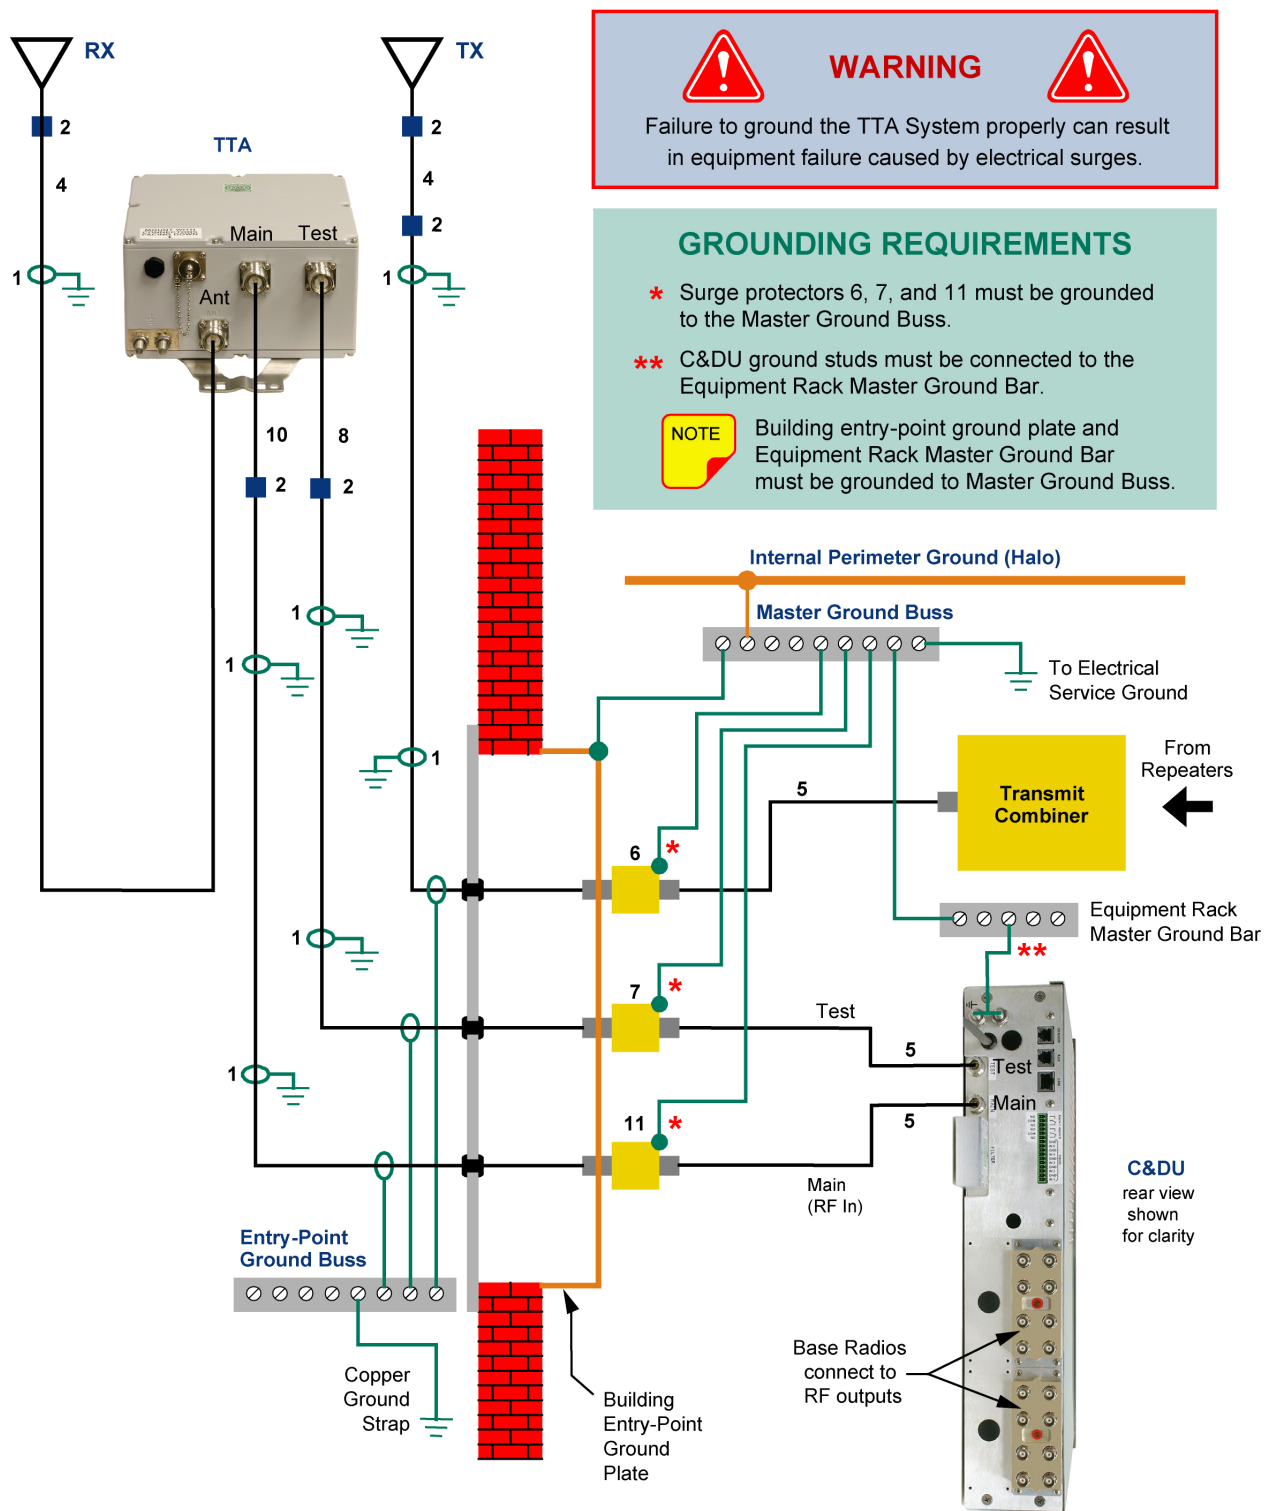 RX
TX
WARNING
Failure to ground the TTA System properly can result
in equipment failure caused by electrical surges.
2
2
TTA
4
4
2
Main
Test
1
1
Ant
GROUNDING REQUIREMENTS
* Surge protectors 6, 7, and 11 must be grounded
to the Master Ground Buss.
** C&DU ground studs must be connected to the
Equipment Rack Master Ground Bar.
NOTE
Building entry-point ground plate and
Equipment Rack Master Ground Bar
must be grounded to Master Ground Buss.
10
8
2
2
Internal Perimeter Ground (Halo)
Master Ground Buss
1
1
To Electrical
Service Ground
1
From
Repeaters
5
Transmit
Combiner
6
*
Equipment Rack
Master Ground Bar
**
1
7
*
Test
5
Test
TEST
1
Main
MAIN
11
*
5
FILTER
Main
(RF In)
C&DU
rear view
shown
for clarity
Entry-Point
Ground Buss
Base Radios
connect to
RF outputs
Copper
Ground
Strap
Building
Entry-Point
Ground
Plate